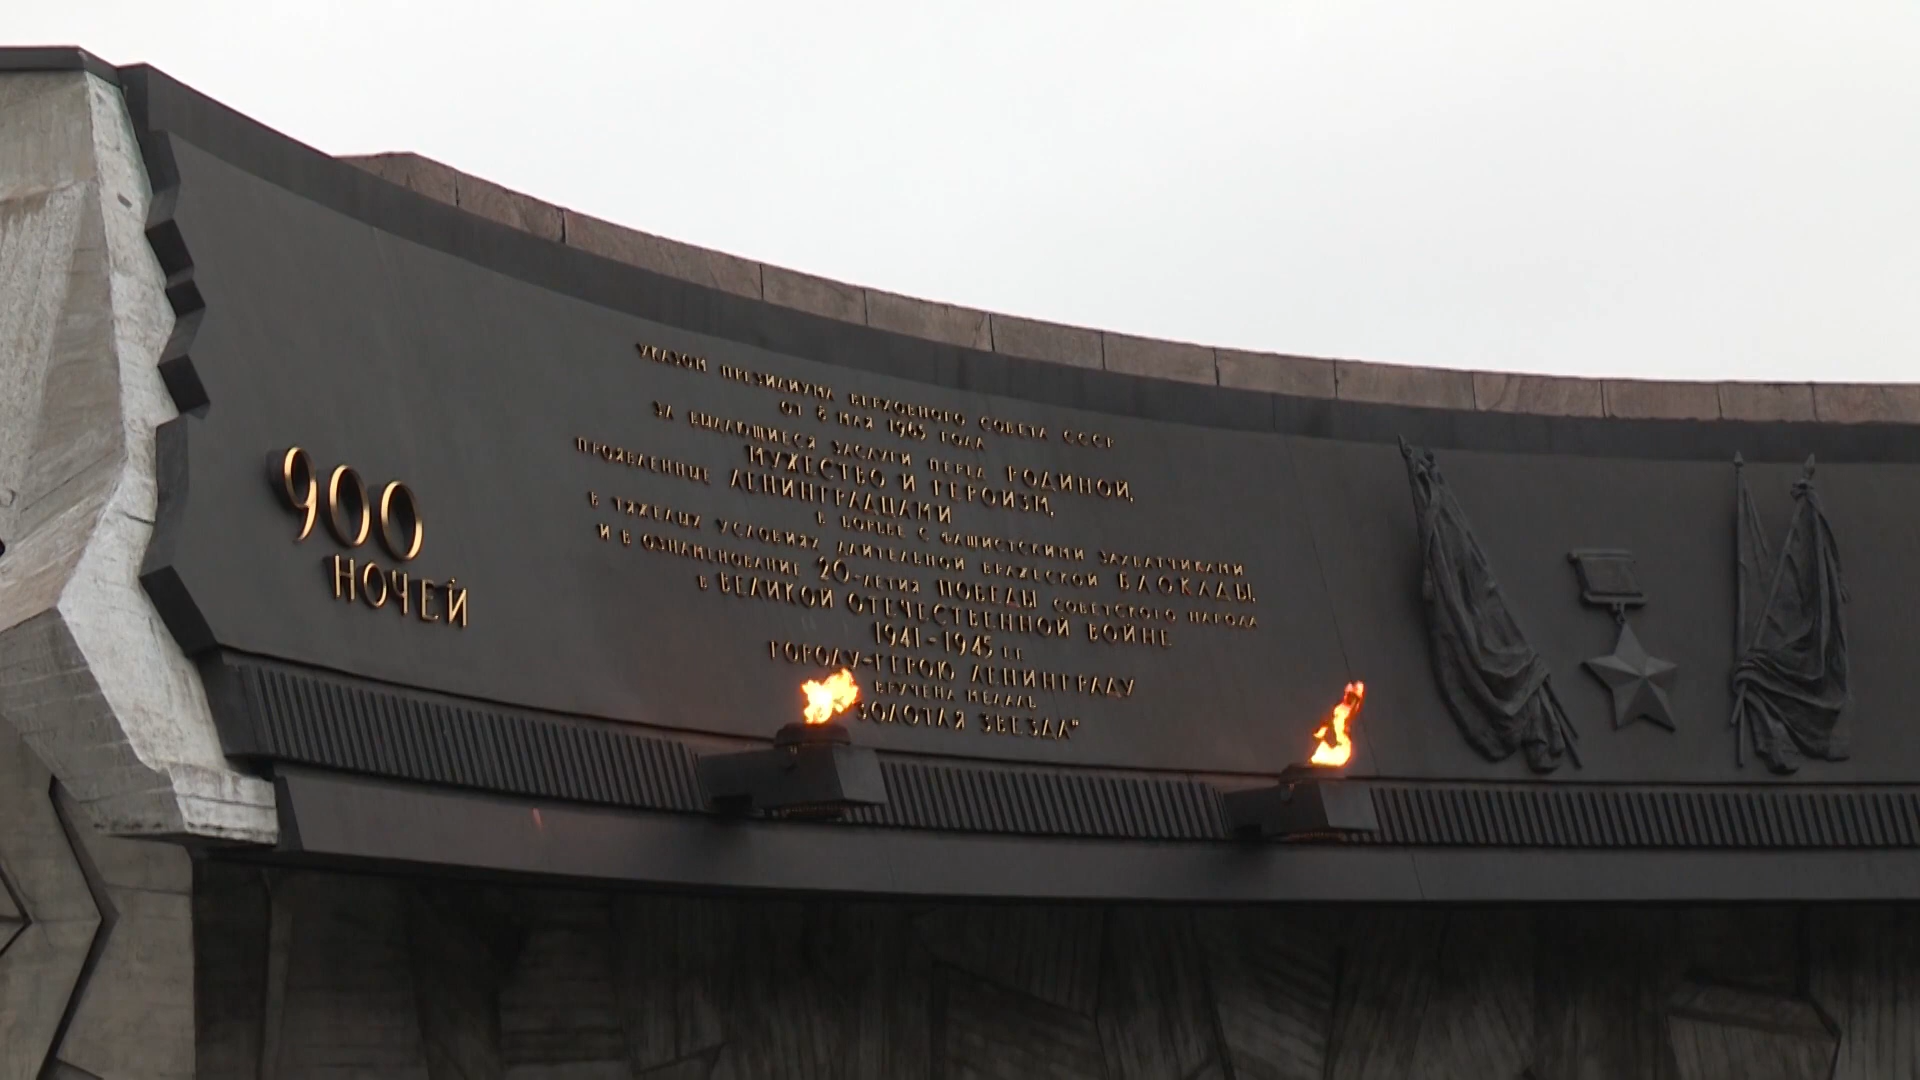 900
НОЧЕЙ
УКАЗОМ ПРЕЗИДИУМА ВЕРХОВНОГО СОВЕТА СССР
ОТ 8 МАЯ 1965 ГОДА
ЗА ВЫДАЮЩИЕСЯ ЗАСЛУГИ ПЕРЕД РОДИНОЙ,
МУЖЕСТВО И ГЕРОИЗМ,
ПРОЯВЛЕННЫЕ ЛЕНИНГРАДЦАМИ
В БОРЬБЕ С ФАШИСТСКИМИ ЗАХВАТЧИКАМИ
В ТЯЖЕЛЫХ УСЛОВИЯХ ДЛИТЕЛЬНОЙ ВРАЖЕСКОЙ БЛОКАДЫ,
И В ОЗНАМЕНОВАНИЕ 20-ЛЕТИЯ ПОБЕДЫ СОВЕТСКОГО НАРОДА
В ВЕЛИКОЙ ОТЕЧЕСТВЕННОЙ ВОЙНЕ
1941-1945 ГГ.
ГОРОДУ-ГЕРОЮ ЛЕНИНГРАДУ
ВРУЧЕНА МЕДАЛЬ
ЗОЛОТАЯ ЗВЕЗДА"